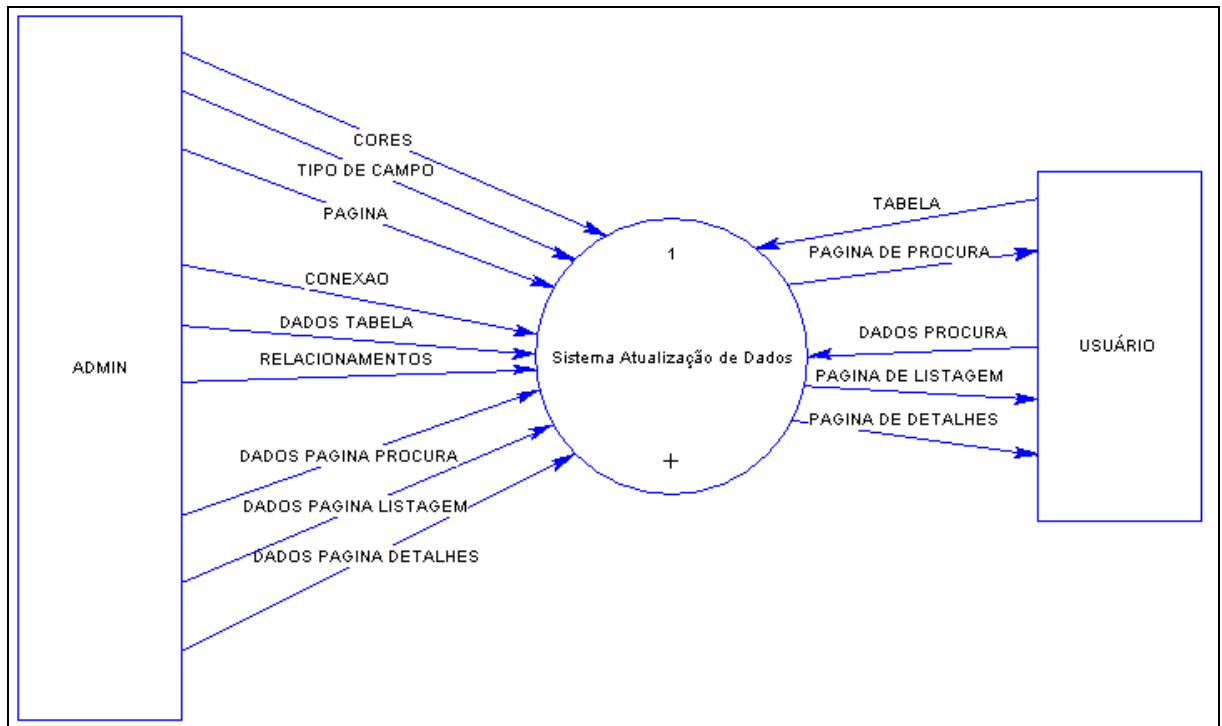 CORES
TIPO DE CAMPO
PAGINA
CONEXAO
DADOS TABELA
RELACIONAMENTOS
ADMIN
DADOS PAGINA PROCURA
DADOS PAGINA LISTAGEM
DADOS PAGINA DETALHES
1
Sistema Atualização de Dados
+
TABELA
PAGINA DE PROCURA
DADOS PROCURA
PAGINA DE LISTAGEM
PAGINA DE DETALHES
USUÁRIO